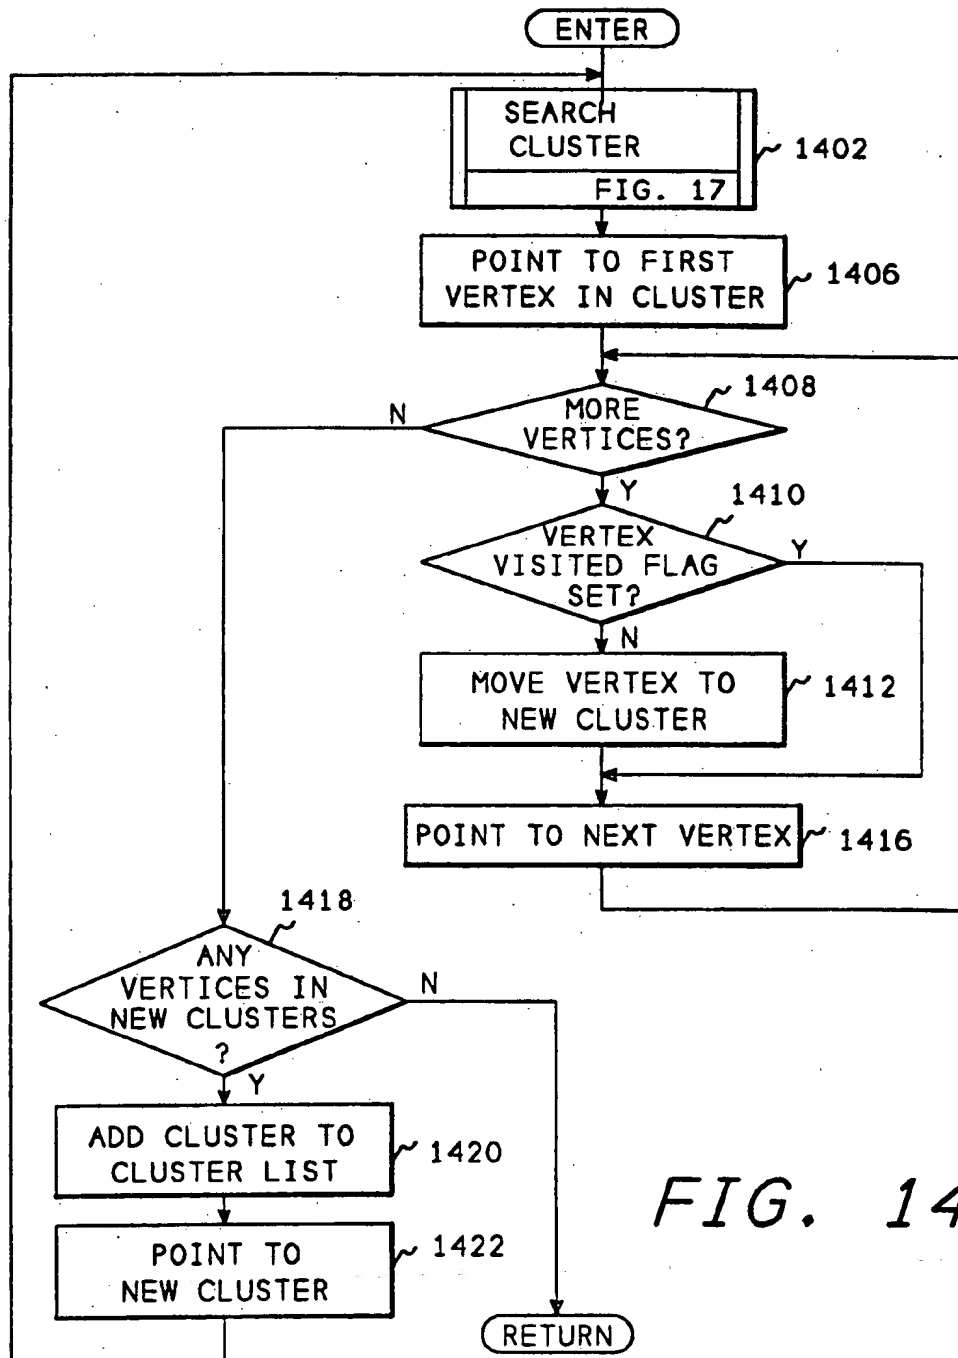 ENTER
SEARCH
CLUSTER
FIG. 17
1402
POINT TO FIRST
VERTEX IN CLUSTER
1406
1408
N
MORE
VERTICES?
Y
1410
VERTEX
VISITED FLAG
SET?
Y
N
MOVE VERTEX TO
NEW CLUSTER
1412
POINT TO NEXT VERTEX
1416
1418
ANY
VERTICES IN
NEW CLUSTERS
?
N
Y
ADD CLUSTER TO
CLUSTER LIST
1420
POINT TO
NEW CLUSTER
1422
RETURN
FIG. 14